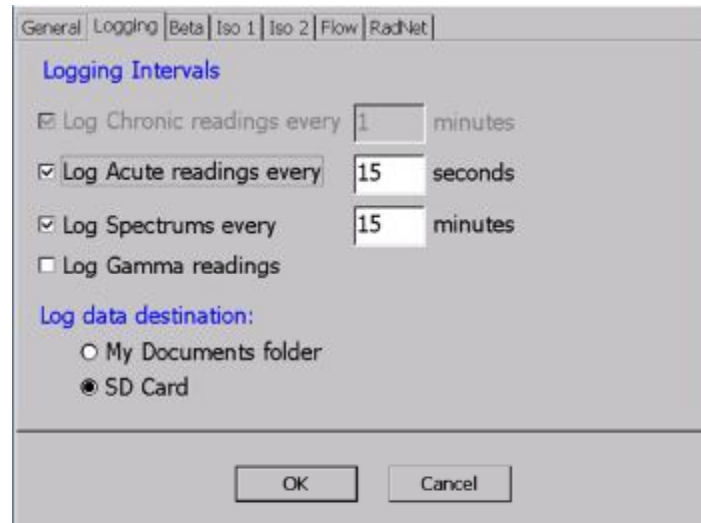 General Logging Beta Iso 1 Iso 2 Flow RadNet
Logging Intervals
Log Chronic readings every 1 minutes
Log Acute readings every 15 seconds
Log Spectrums every 15 minutes
Log Gamma readings
Log data destination:
My Documents folder
SD Card
OK Cancel